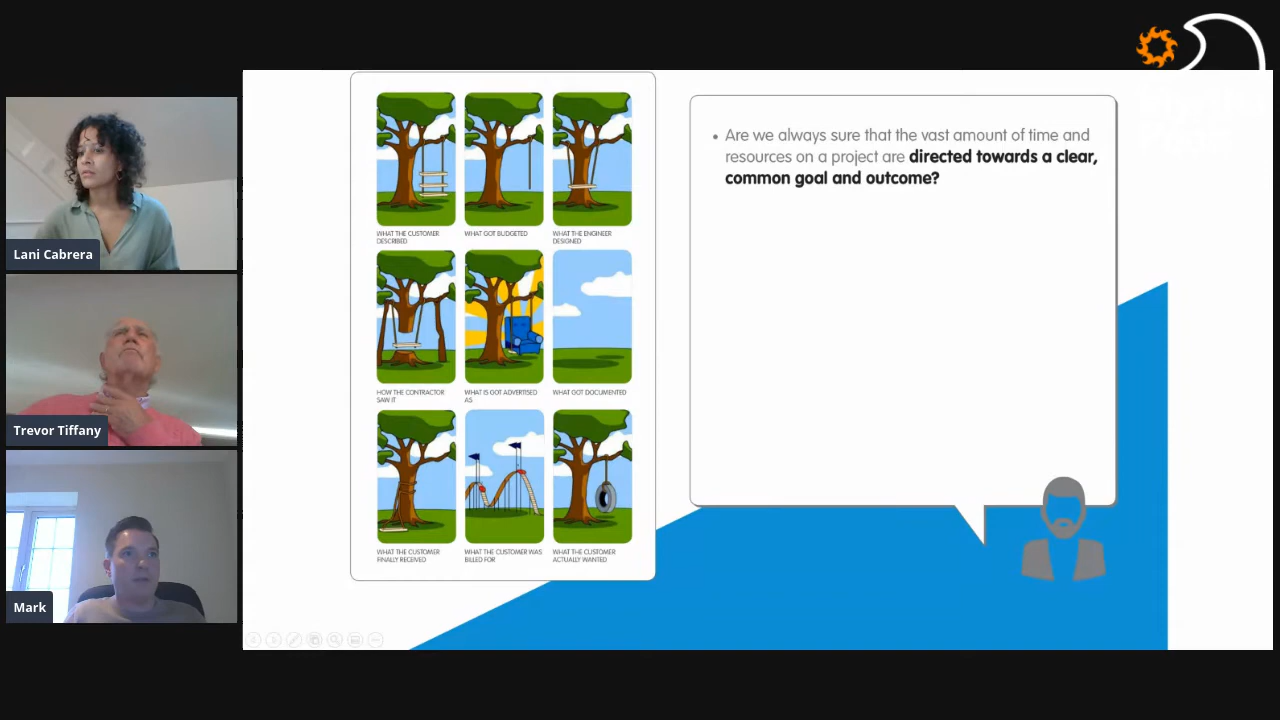 Lani Cabrera
Trevor Tiffany
Mark
WHAT THE CUSTOMER
DESCRIBED
WHAT GOT BUDGETED
WHAT THE ENGINEER
DESIGNED
HOW THE CONTRACTOR
SAW IT
WHAT IS GOT ADVERTISED
AS
WHAT GOT DOCUMENTED
WHAT THE CUSTOMER
FINALLY RECEIVED
WHAT THE CUSTOMER WAS
BILLED FOR
WHAT THE CUSTOMER
ACTUALLY WANTED
• Are we always sure that the vast amount of time and
resources on a project are directed towards a clear,
common goal and outcome?